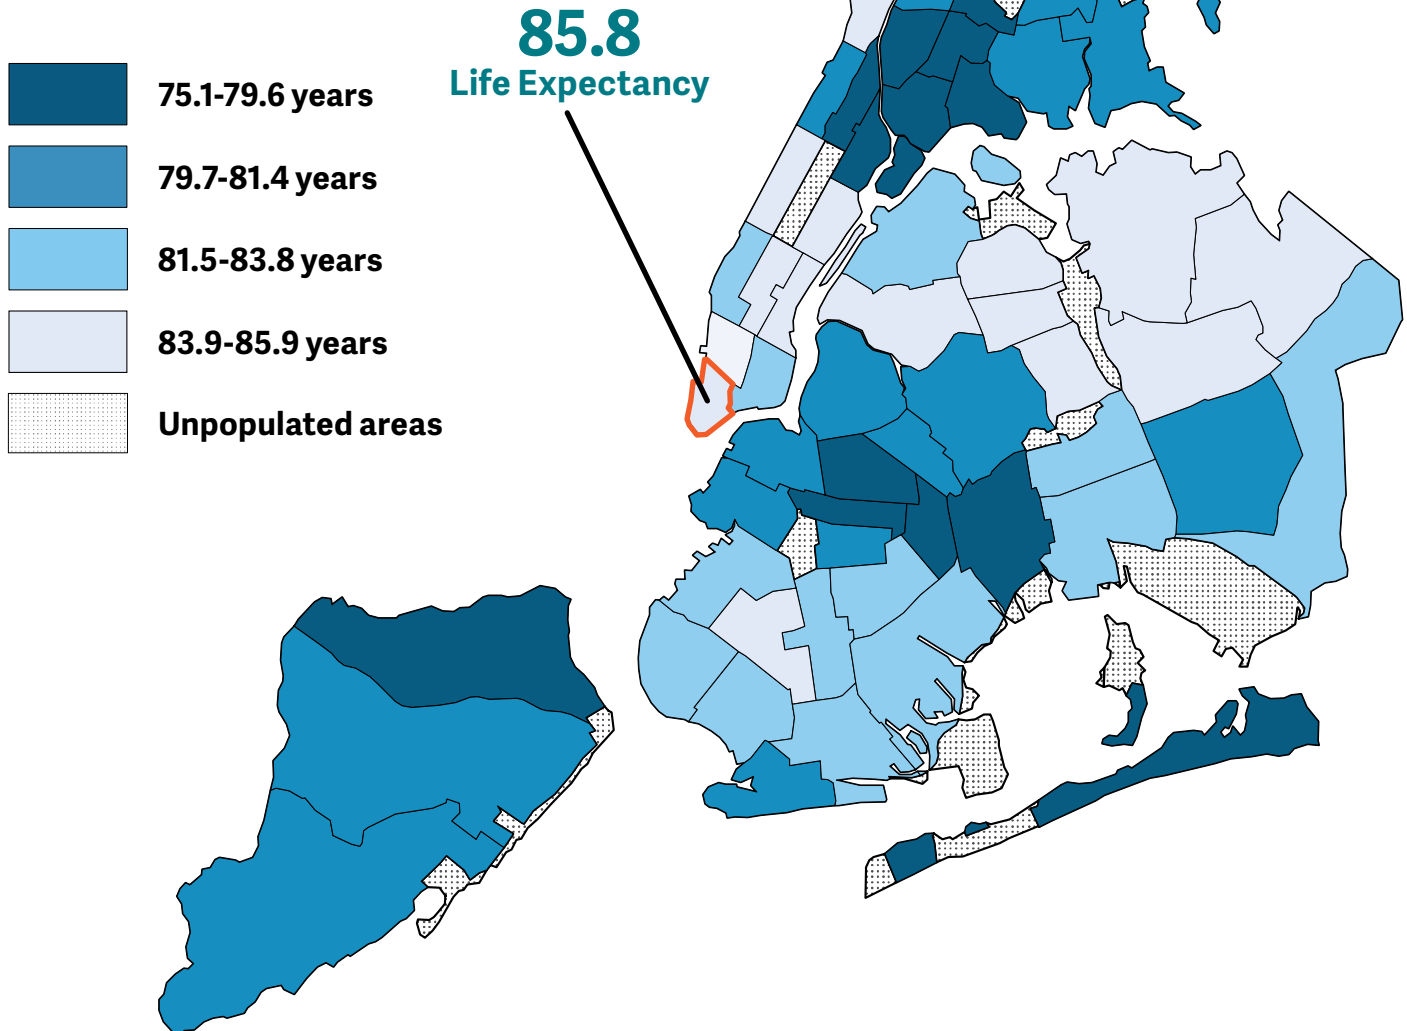 85.8
Life Expectancy
75.1-79.6 years
79.7-81.4 years
81.5-83.8 years
83.9-85.9 years
Unpopulated areas